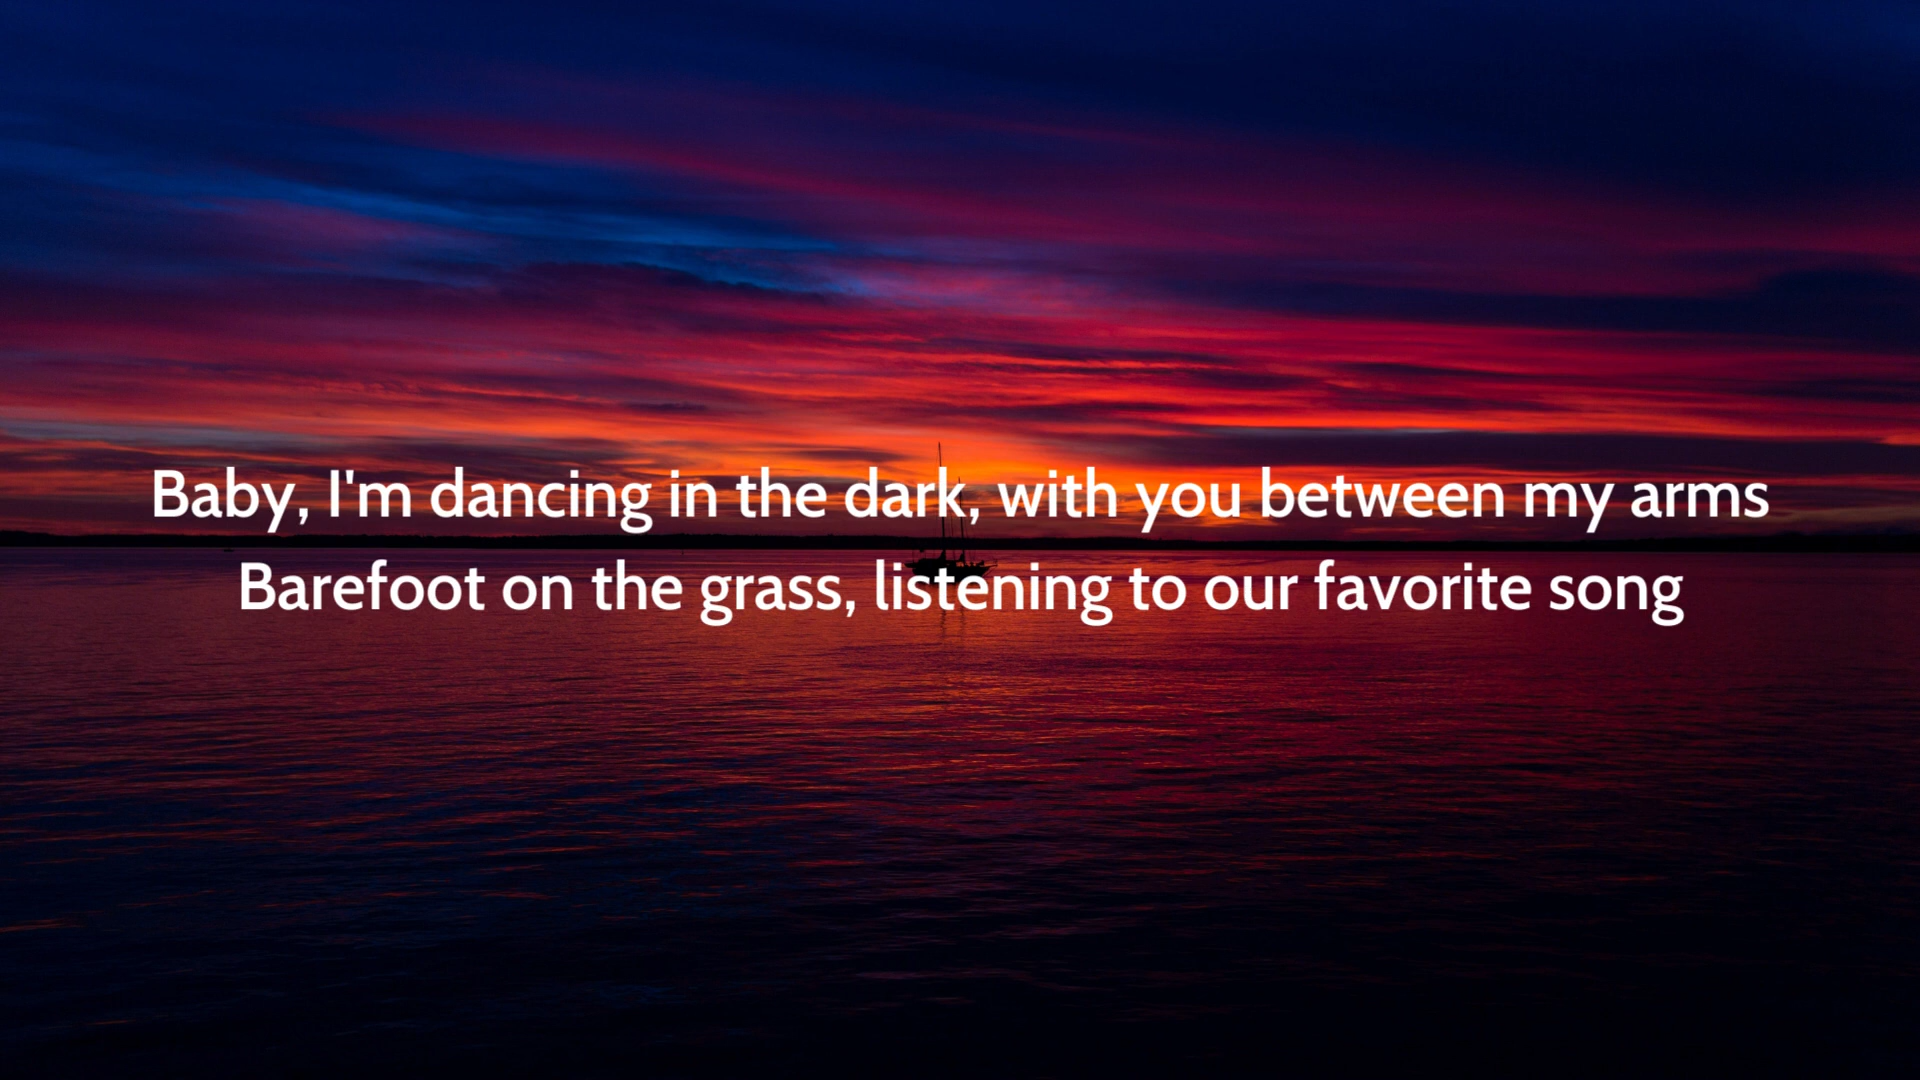 Baby, I'm dancing in the dark, with you between my arms
Barefoot on the grass, listening to our favorite song